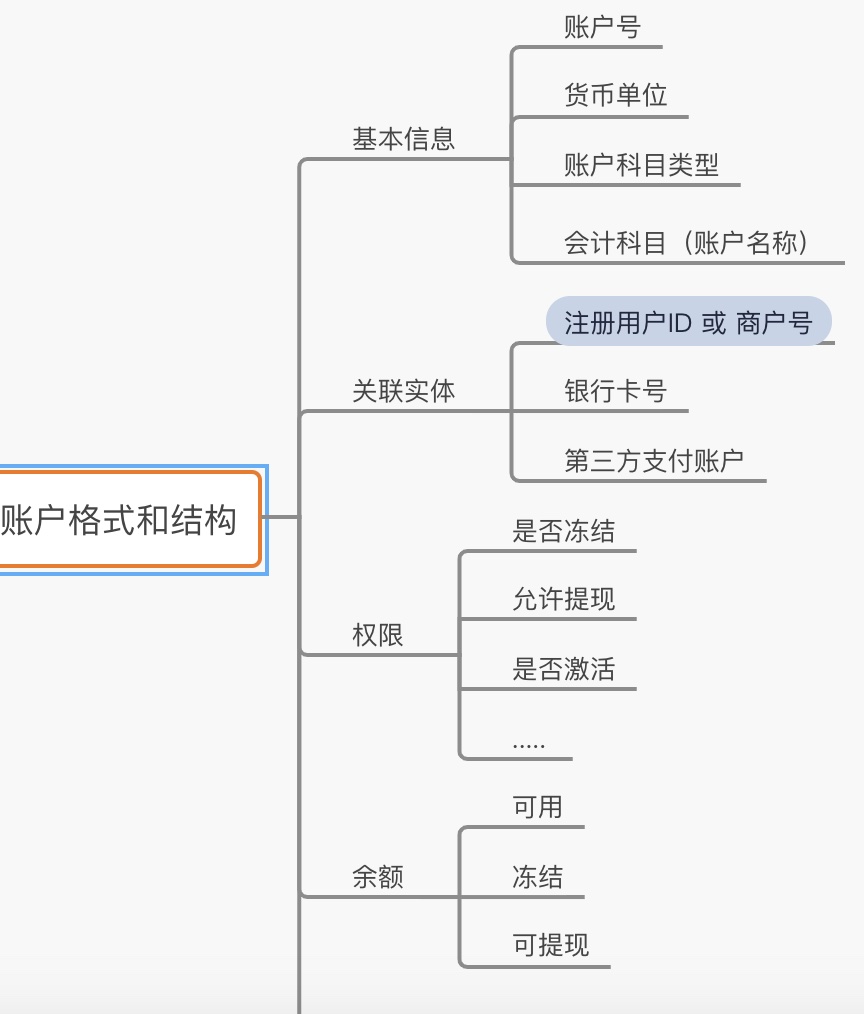 账户格式和结构
基本信息
账户号
货币单位
账户科目类型
会计科目（账户名称）
关联实体
注册用户ID 或 商户号
银行卡号
第三方支付账户
权限
是否冻结
允许提现
是否激活
.....
余额
可用
冻结
可提现